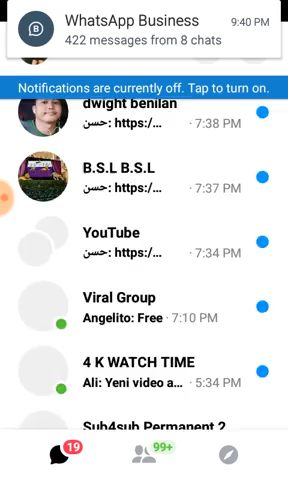 WhatsApp Business
9:40 PM
422 messages from 8 chats
Notifications are currently off. Tap to turn on.
dwight benilan
حسن: https:/... · 7:38 PM
B.S.L B.S.L
حسن: https:/... · 7:37 PM
YouTube
حسن: https:/... · 7:34 PM
Viral Group
Angelito: Free · 7:10 PM
4 K WATCH TIME
Ali: Yeni video a... · 5:34 PM
Sub4sub Permanent 2
19
99+